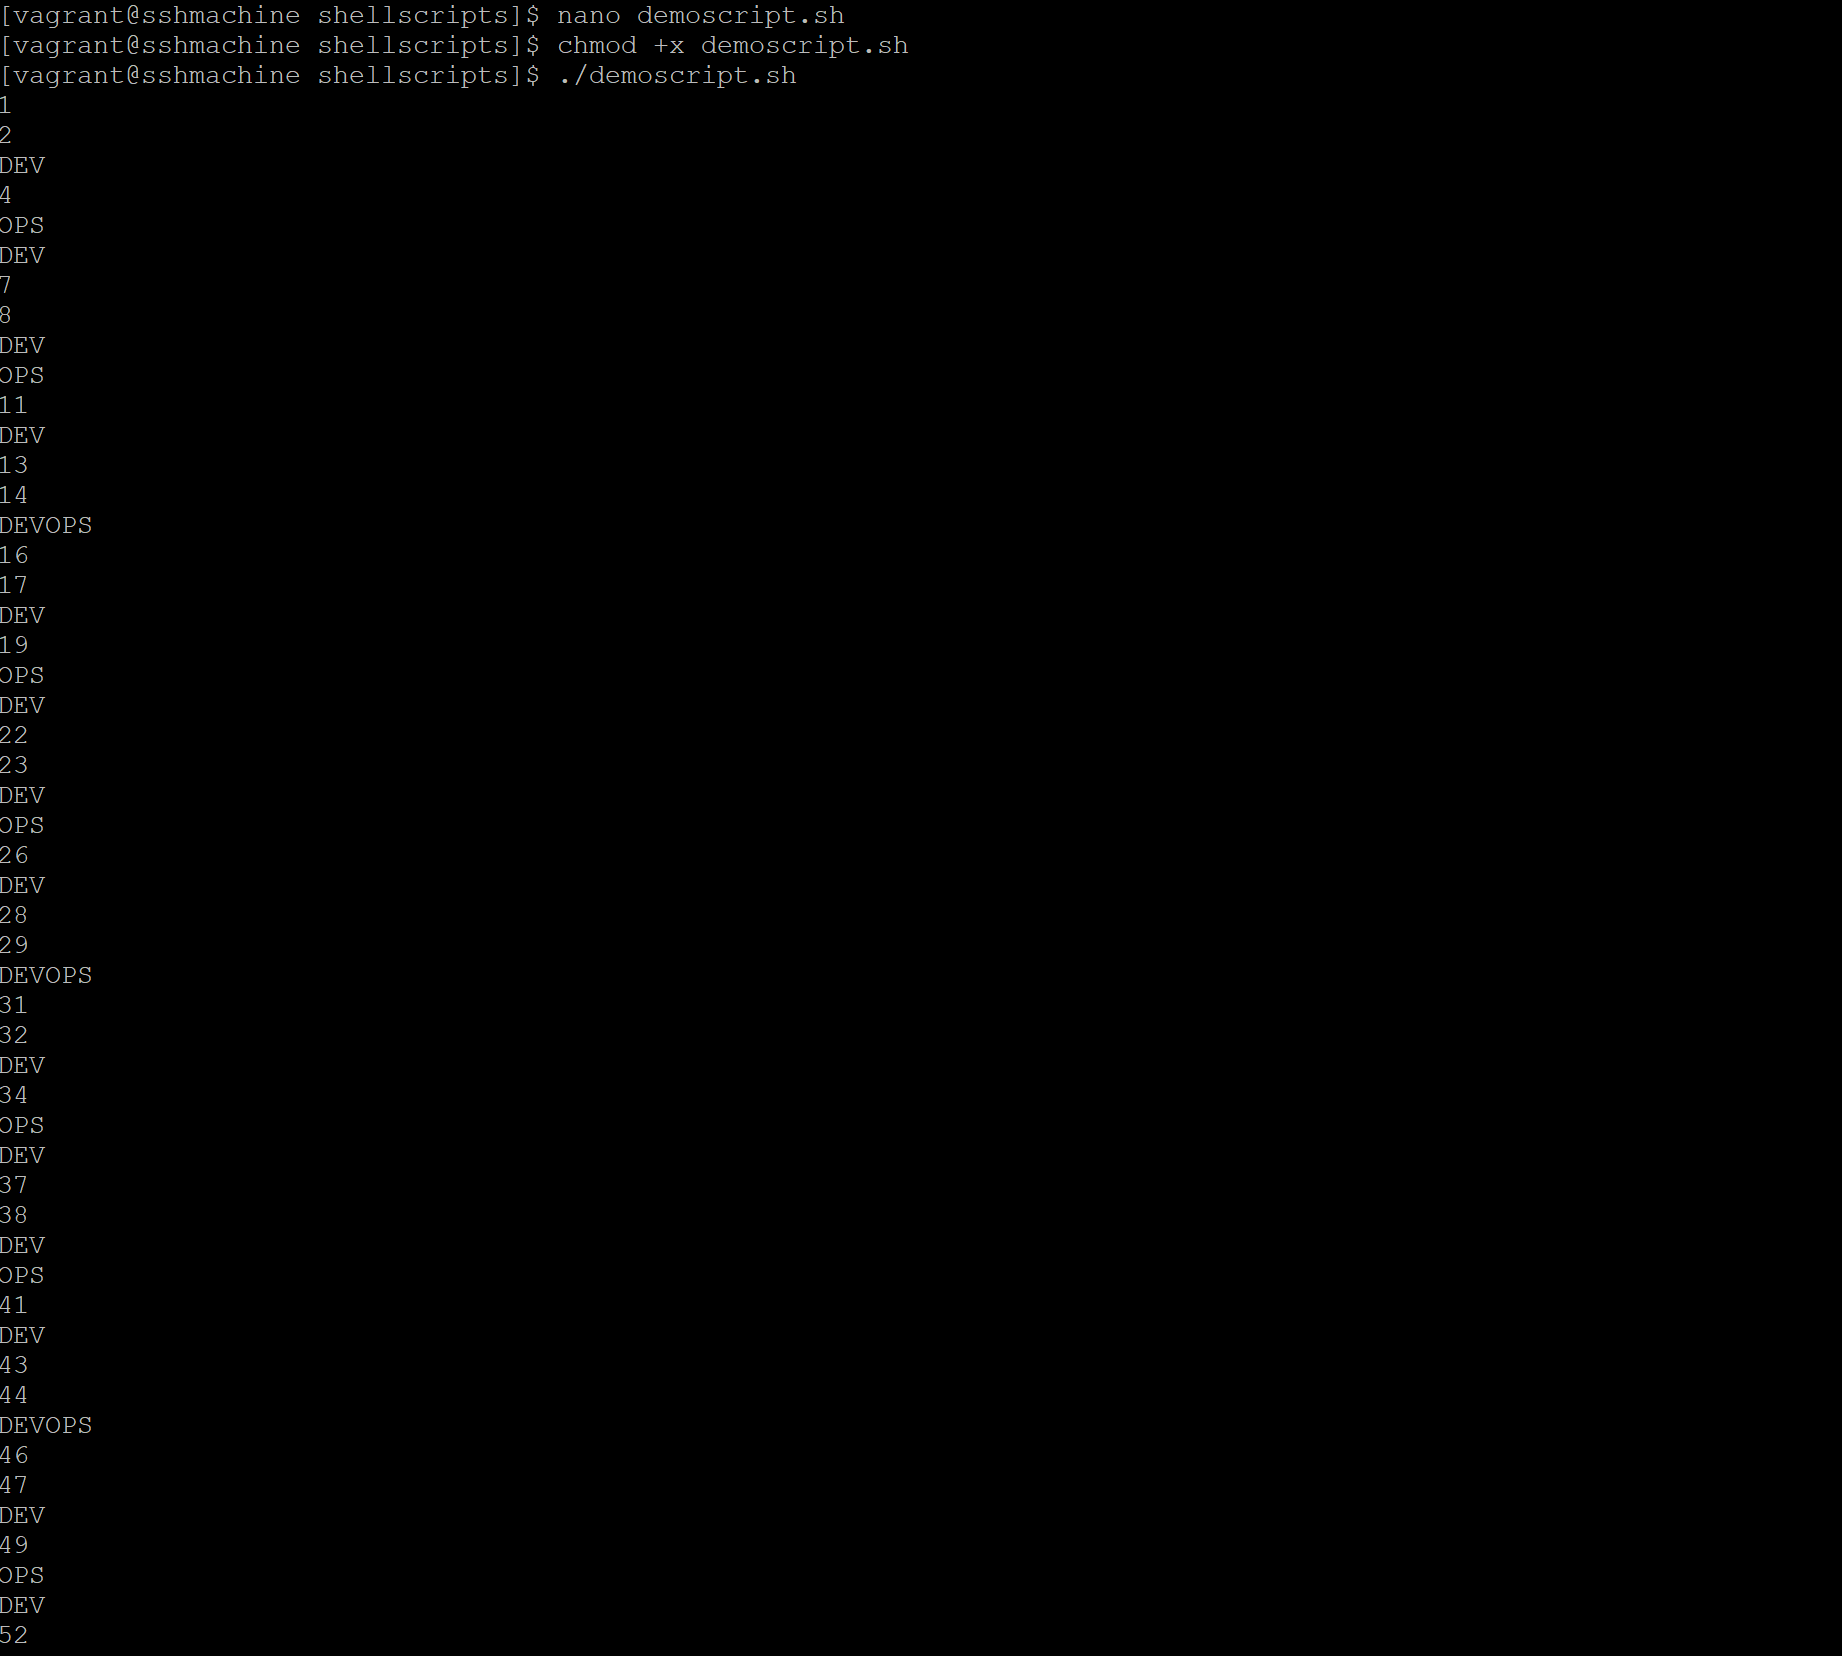 [vagrant@sshmachine shellscripts]$ nano demoscript.sh
[vagrant@sshmachine shellscripts]$ chmod +x demoscript.sh
[vagrant@sshmachine shellscripts]$ ./demoscript.sh
1
2
DEV
4
OPS
DEV
7
8
DEV
OPS
11
DEV
13
14
DEVOPS
16
17
DEV
19
OPS
DEV
22
23
DEV
OPS
26
DEV
28
29
DEVOPS
31
32
DEV
34
OPS
DEV
37
38
DEV
OPS
41
DEV
43
44
DEVOPS
46
47
DEV
49
OPS
DEV
52